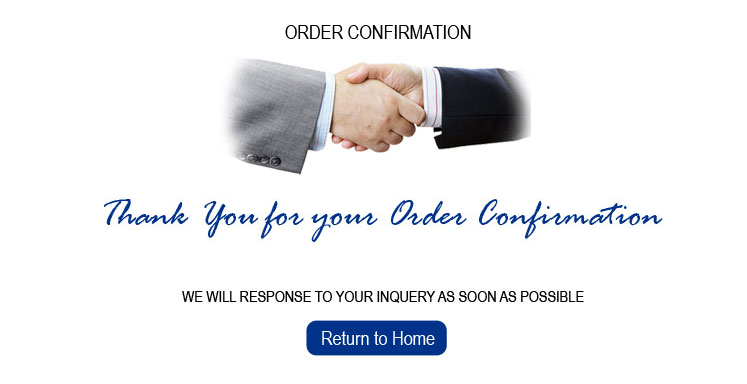 ORDER CONFIRMATION
Thank You for your Order Confirmation
WE WILL RESPONSE TO YOUR INQUERY AS SOON AS POSSIBLE
Return to Home